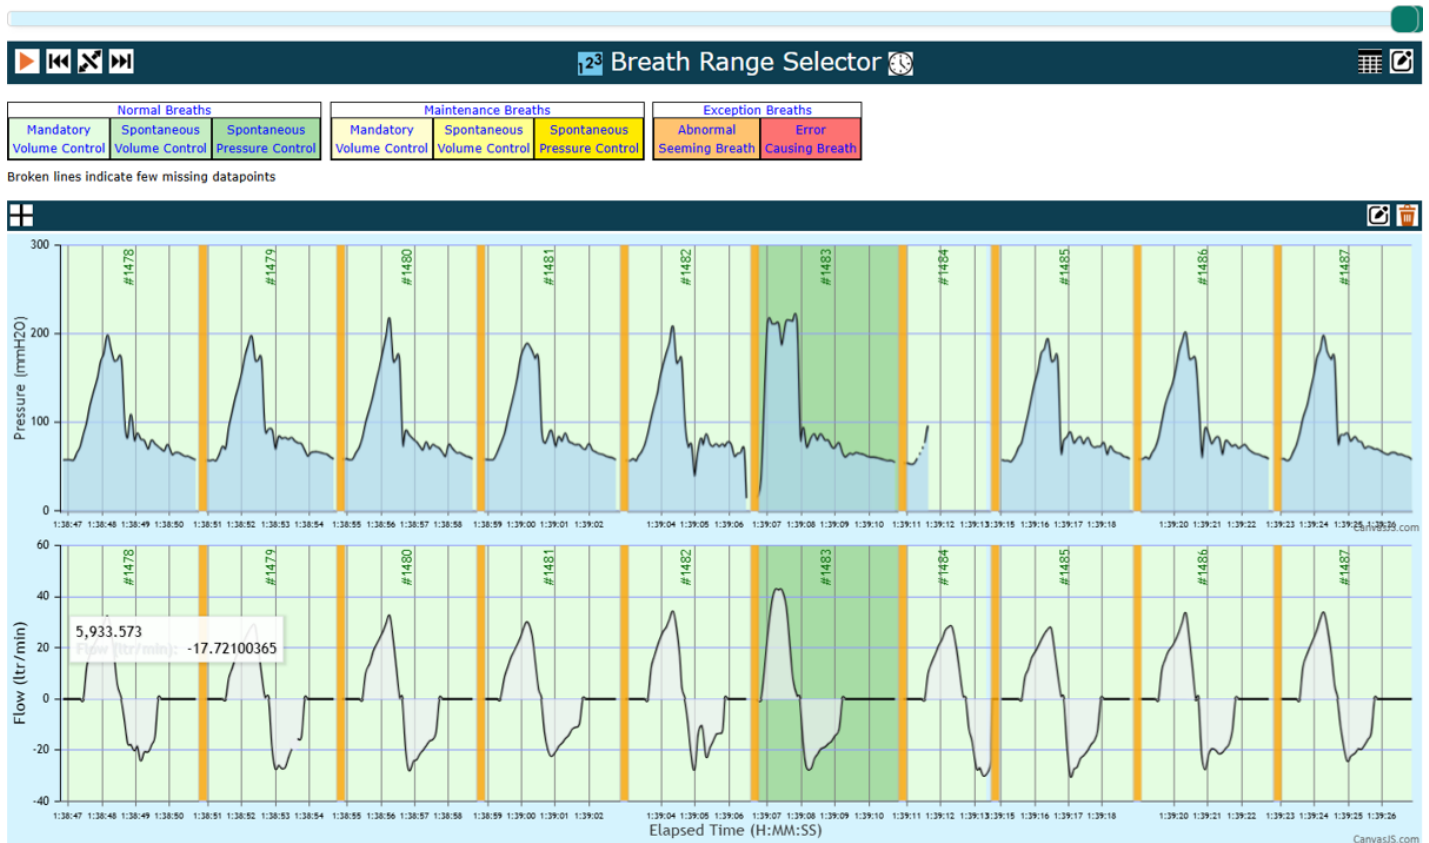 123 Breath Range Selector
Normal Breaths
Mandatory Volume Control
Spontaneous Volume Control
Spontaneous Pressure Control
Maintenance Breaths
Mandatory Volume Control
Spontaneous Volume Control
Spontaneous Pressure Control
Exception Breaths
Abnormal Seeming Breath
Error Causing Breath
Broken lines indicate few missing datapoints
Pressure (mmH2O)
300
200
100
0
#1478
#1479
#1480
#1481
#1482
#1483
#1484
#1485
#1486
#1487
1:38:47 1:38:48 1:38:49 1:38:50 1:38:51 1:38:52 1:38:53 1:38:54 1:38:55 1:38:56 1:38:57 1:38:58 1:38:59 1:39:00 1:39:01 1:39:02 1:39:04 1:39:05 1:39:06 1:39:07 1:39:08 1:39:09 1:39:10 1:39:11 1:39:12 1:39:13 1:39:15 1:39:16 1:39:17 1:39:18 1:39:20 1:39:21 1:39:22 1:39:23 1:39:24 1:39:25 1:39:26
CanvasJS.com
Flow (ltr/min)
60
40
20
0
-20
-40
#1478
#1479
#1480
#1481
#1482
#1483
#1484
#1485
#1486
#1487
5,933.573
Flow (ltr/min): -17.72100365
1:38:47 1:38:48 1:38:49 1:38:50 1:38:51 1:38:52 1:38:53 1:38:54 1:38:55 1:38:56 1:38:57 1:38:58 1:38:59 1:39:00 1:39:01 1:39:02 1:39:04 1:39:05 1:39:06 1:39:07 1:39:08 1:39:09 1:39:10 1:39:11 1:39:12 1:39:13 1:39:15 1:39:16 1:39:17 1:39:18 1:39:20 1:39:21 1:39:22 1:39:23 1:39:24 1:39:25 1:39:26
Elapsed Time (H:MM:SS)
CanvasJS.com